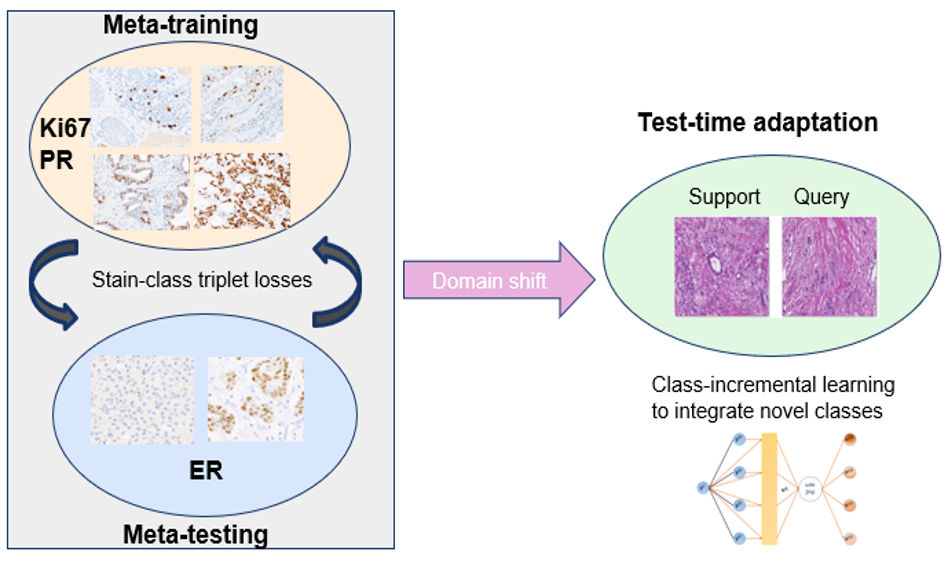 Meta-training
Ki67
PR
Stain-class triplet losses
ER
Meta-testing
Domain shift
Test-time adaptation
Support Query
Class-incremental learning
to integrate novel classes